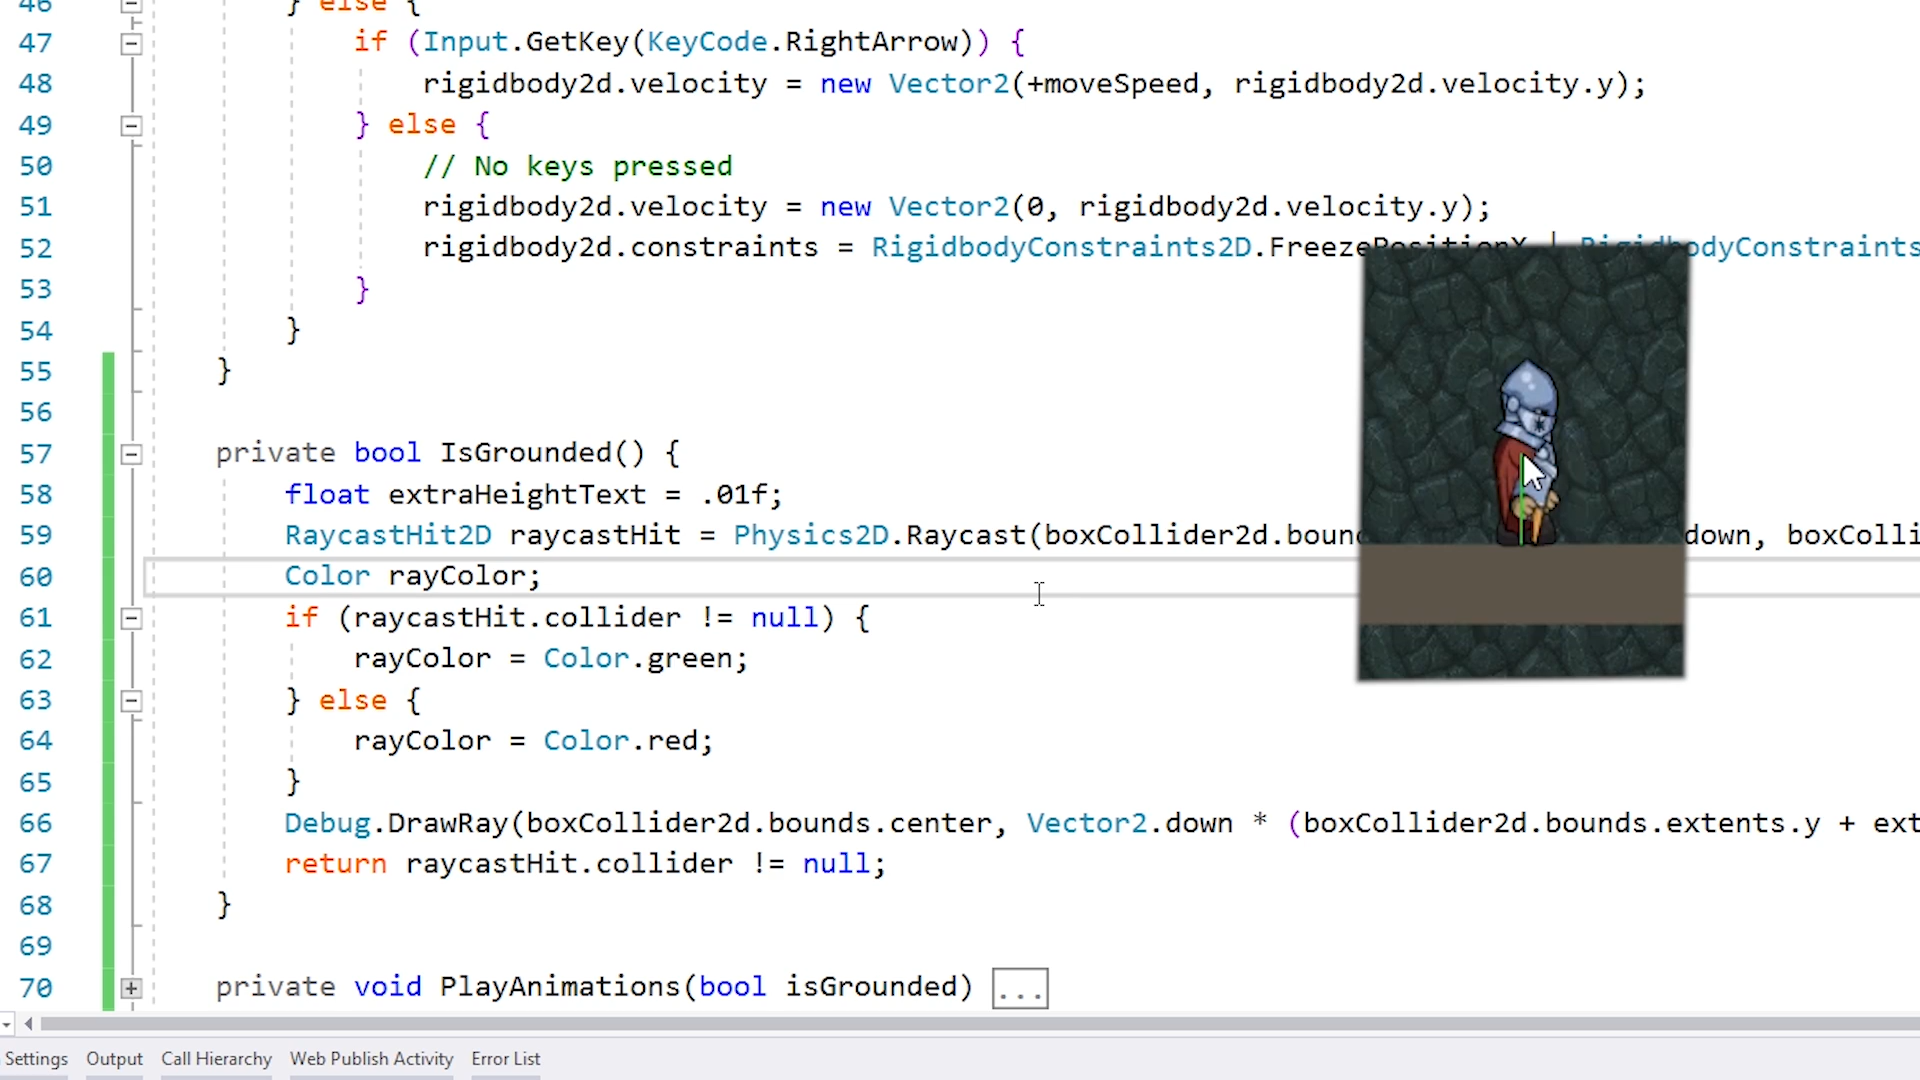 46 } else {
47 if (Input.GetKey(KeyCode.RightArrow)) {
48 rigidbody2d.velocity = new Vector2(+moveSpeed, rigidbody2d.velocity.y);
49 } else {
50 // No keys pressed
51 rigidbody2d.velocity = new Vector2(0, rigidbody2d.velocity.y);
52 rigidbody2d.constraints = RigidbodyConstraints2D.FreezePositionX | RigidbodyConstraints
53 }
54 }
55 }
56
57 private bool IsGrounded() {
58 float extraHeightText = .01f;
59 RaycastHit2D raycastHit = Physics2D.Raycast(boxCollider2d.boun down, boxColli
60 Color rayColor;
61 if (raycastHit.collider != null) {
62 rayColor = Color.green;
63 } else {
64 rayColor = Color.red;
65 }
66 Debug.DrawRay(boxCollider2d.bounds.center, Vector2.down * (boxCollider2d.bounds.extents.y + ext
67 return raycastHit.collider != null;
68 }
69
70 private void PlayAnimations(bool isGrounded) ...
Settings Output Call Hierarchy Web Publish Activity Error List